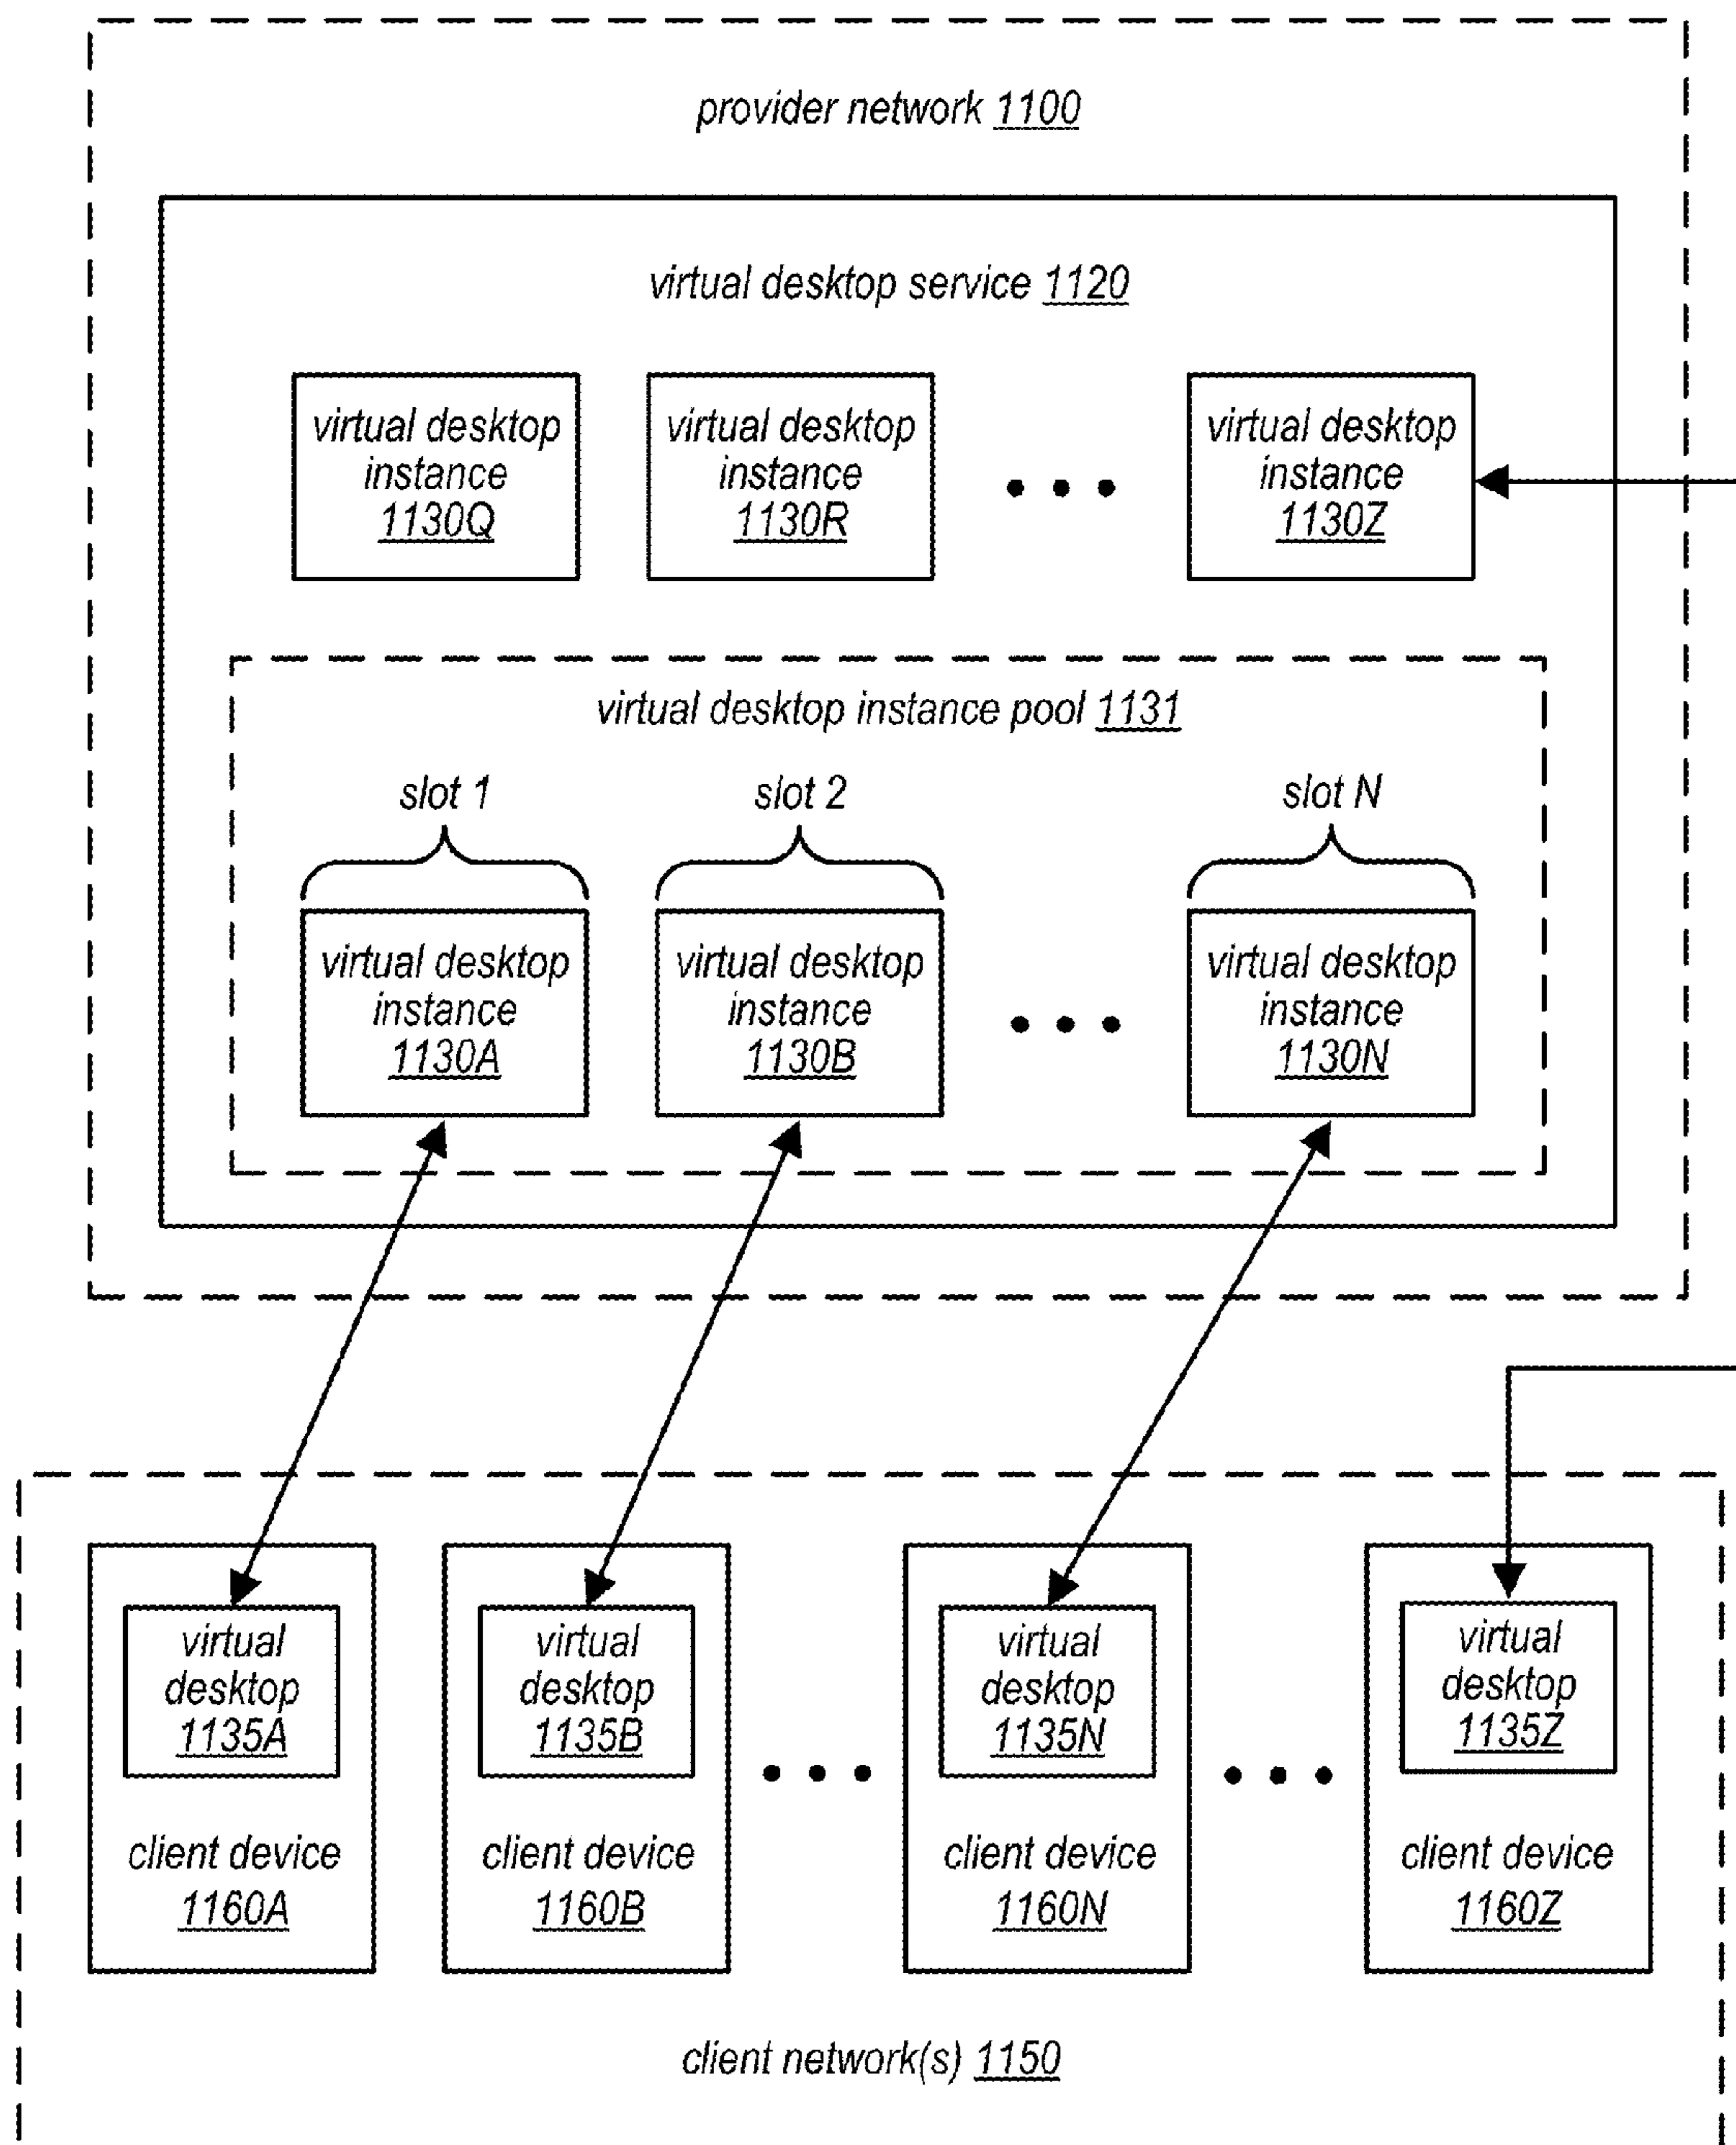 provider network 1100
virtual desktop service 1120
virtual desktop
instance
1130Q
virtual desktop
instance
1130R
virtual desktop
instance
1130Z
virtual desktop instance pool 1131
slot 1
slot 2
slot N
virtual desktop
instance
1130A
virtual desktop
instance
1130B
virtual desktop
instance
1130N
virtual
desktop
1135A
client device
1160A
virtual
desktop
1135B
client device
1160B
virtual
desktop
1135N
client device
1160N
virtual
desktop
1135Z
client device
1160Z
client network(s) 1150